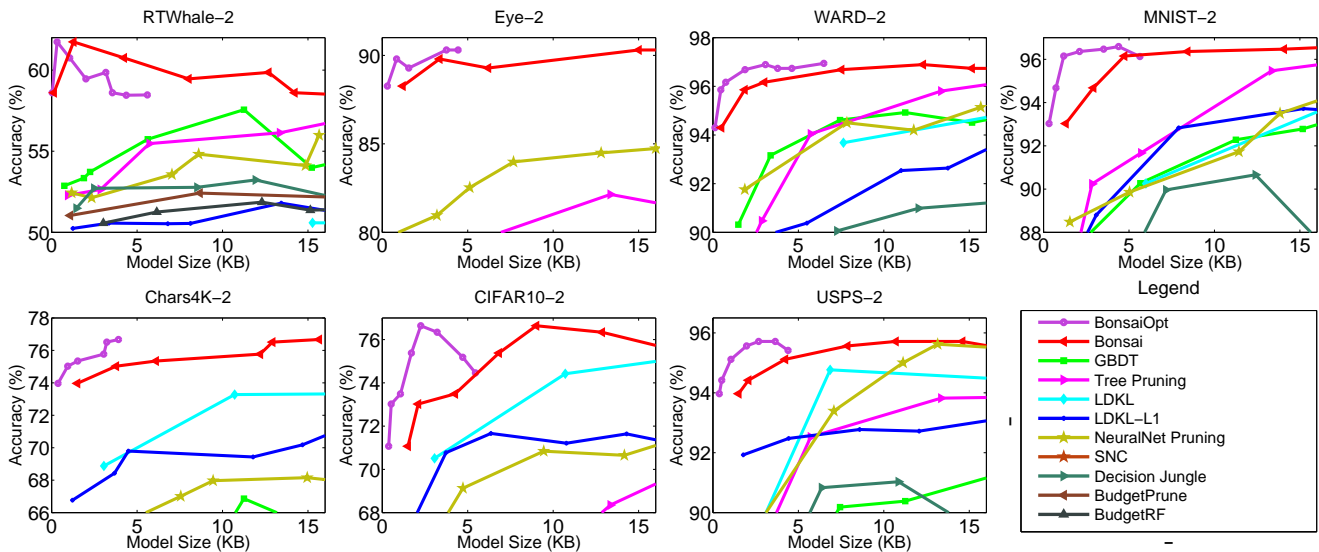 RTWhale−2
Eye−2
WARD−2
MNIST−2
Accuracy (%)
60
55
50
0
5
10
15
Model Size (KB)
Accuracy (%)
90
85
80
0
5
10
15
Model Size (KB)
Accuracy (%)
98
96
94
92
90
0
5
10
15
Model Size (KB)
Accuracy (%)
96
94
92
90
88
0
5
10
15
Model Size (KB)
Chars4K−2
CIFAR10−2
USPS−2
Legend
Accuracy (%)
78
76
74
72
70
68
66
0
5
10
15
Model Size (KB)
Accuracy (%)
76
74
72
70
68
0
5
10
15
Model Size (KB)
Accuracy (%)
96
94
92
90
0
5
10
15
Model Size (KB)
BonsaiOpt
Bonsai
GBDT
Tree Pruning
LDKL
LDKL−L1
NeuralNet Pruning
SNC
Decision Jungle
BudgetPrune
BudgetRF